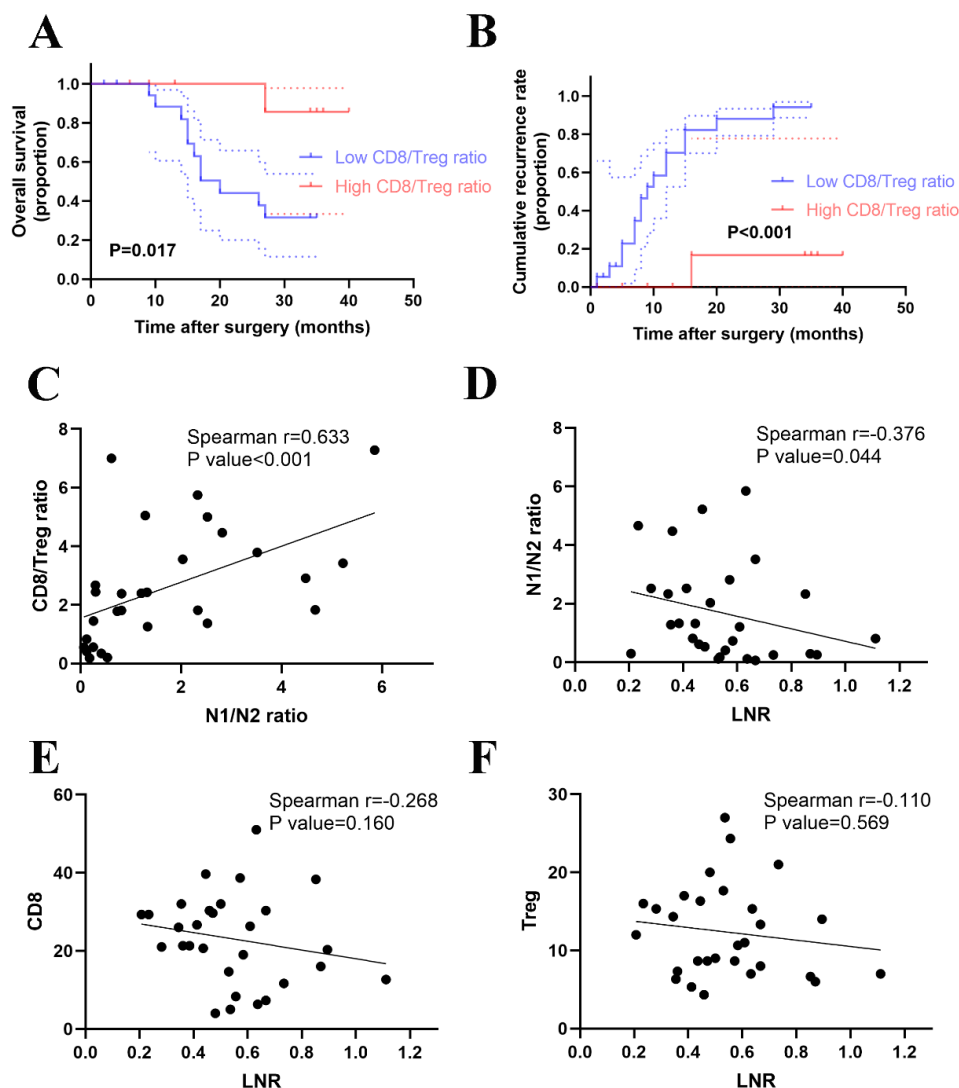 A
Overall survival
(proportion)
1.0
0.8
0.6
0.4
0.2
0.0
Low CD8/Treg ratio
High CD8/Treg ratio
P=0.017
0
10
20
30
40
50
Time after surgery (months)
B
Cumulative recurrence rate
(proportion)
1.0
0.8
0.6
0.4
0.2
0.0
Low CD8/Treg ratio
High CD8/Treg ratio
P<0.001
0
10
20
30
40
50
Time after surgery (months)
C
CD8/Treg ratio
8
6
4
2
0
Spearman r=0.633
P value<0.001
0
2
4
6
N1/N2 ratio
D
N1/N2 ratio
8
6
4
2
0
Spearman r=-0.376
P value=0.044
0.0
0.2
0.4
0.6
0.8
1.0
1.2
LNR
E
CD8
60
40
20
0
Spearman r=-0.268
P value=0.160
0.0
0.2
0.4
0.6
0.8
1.0
1.2
LNR
F
Treg
30
20
10
0
Spearman r=-0.110
P value=0.569
0.0
0.2
0.4
0.6
0.8
1.0
1.2
LNR